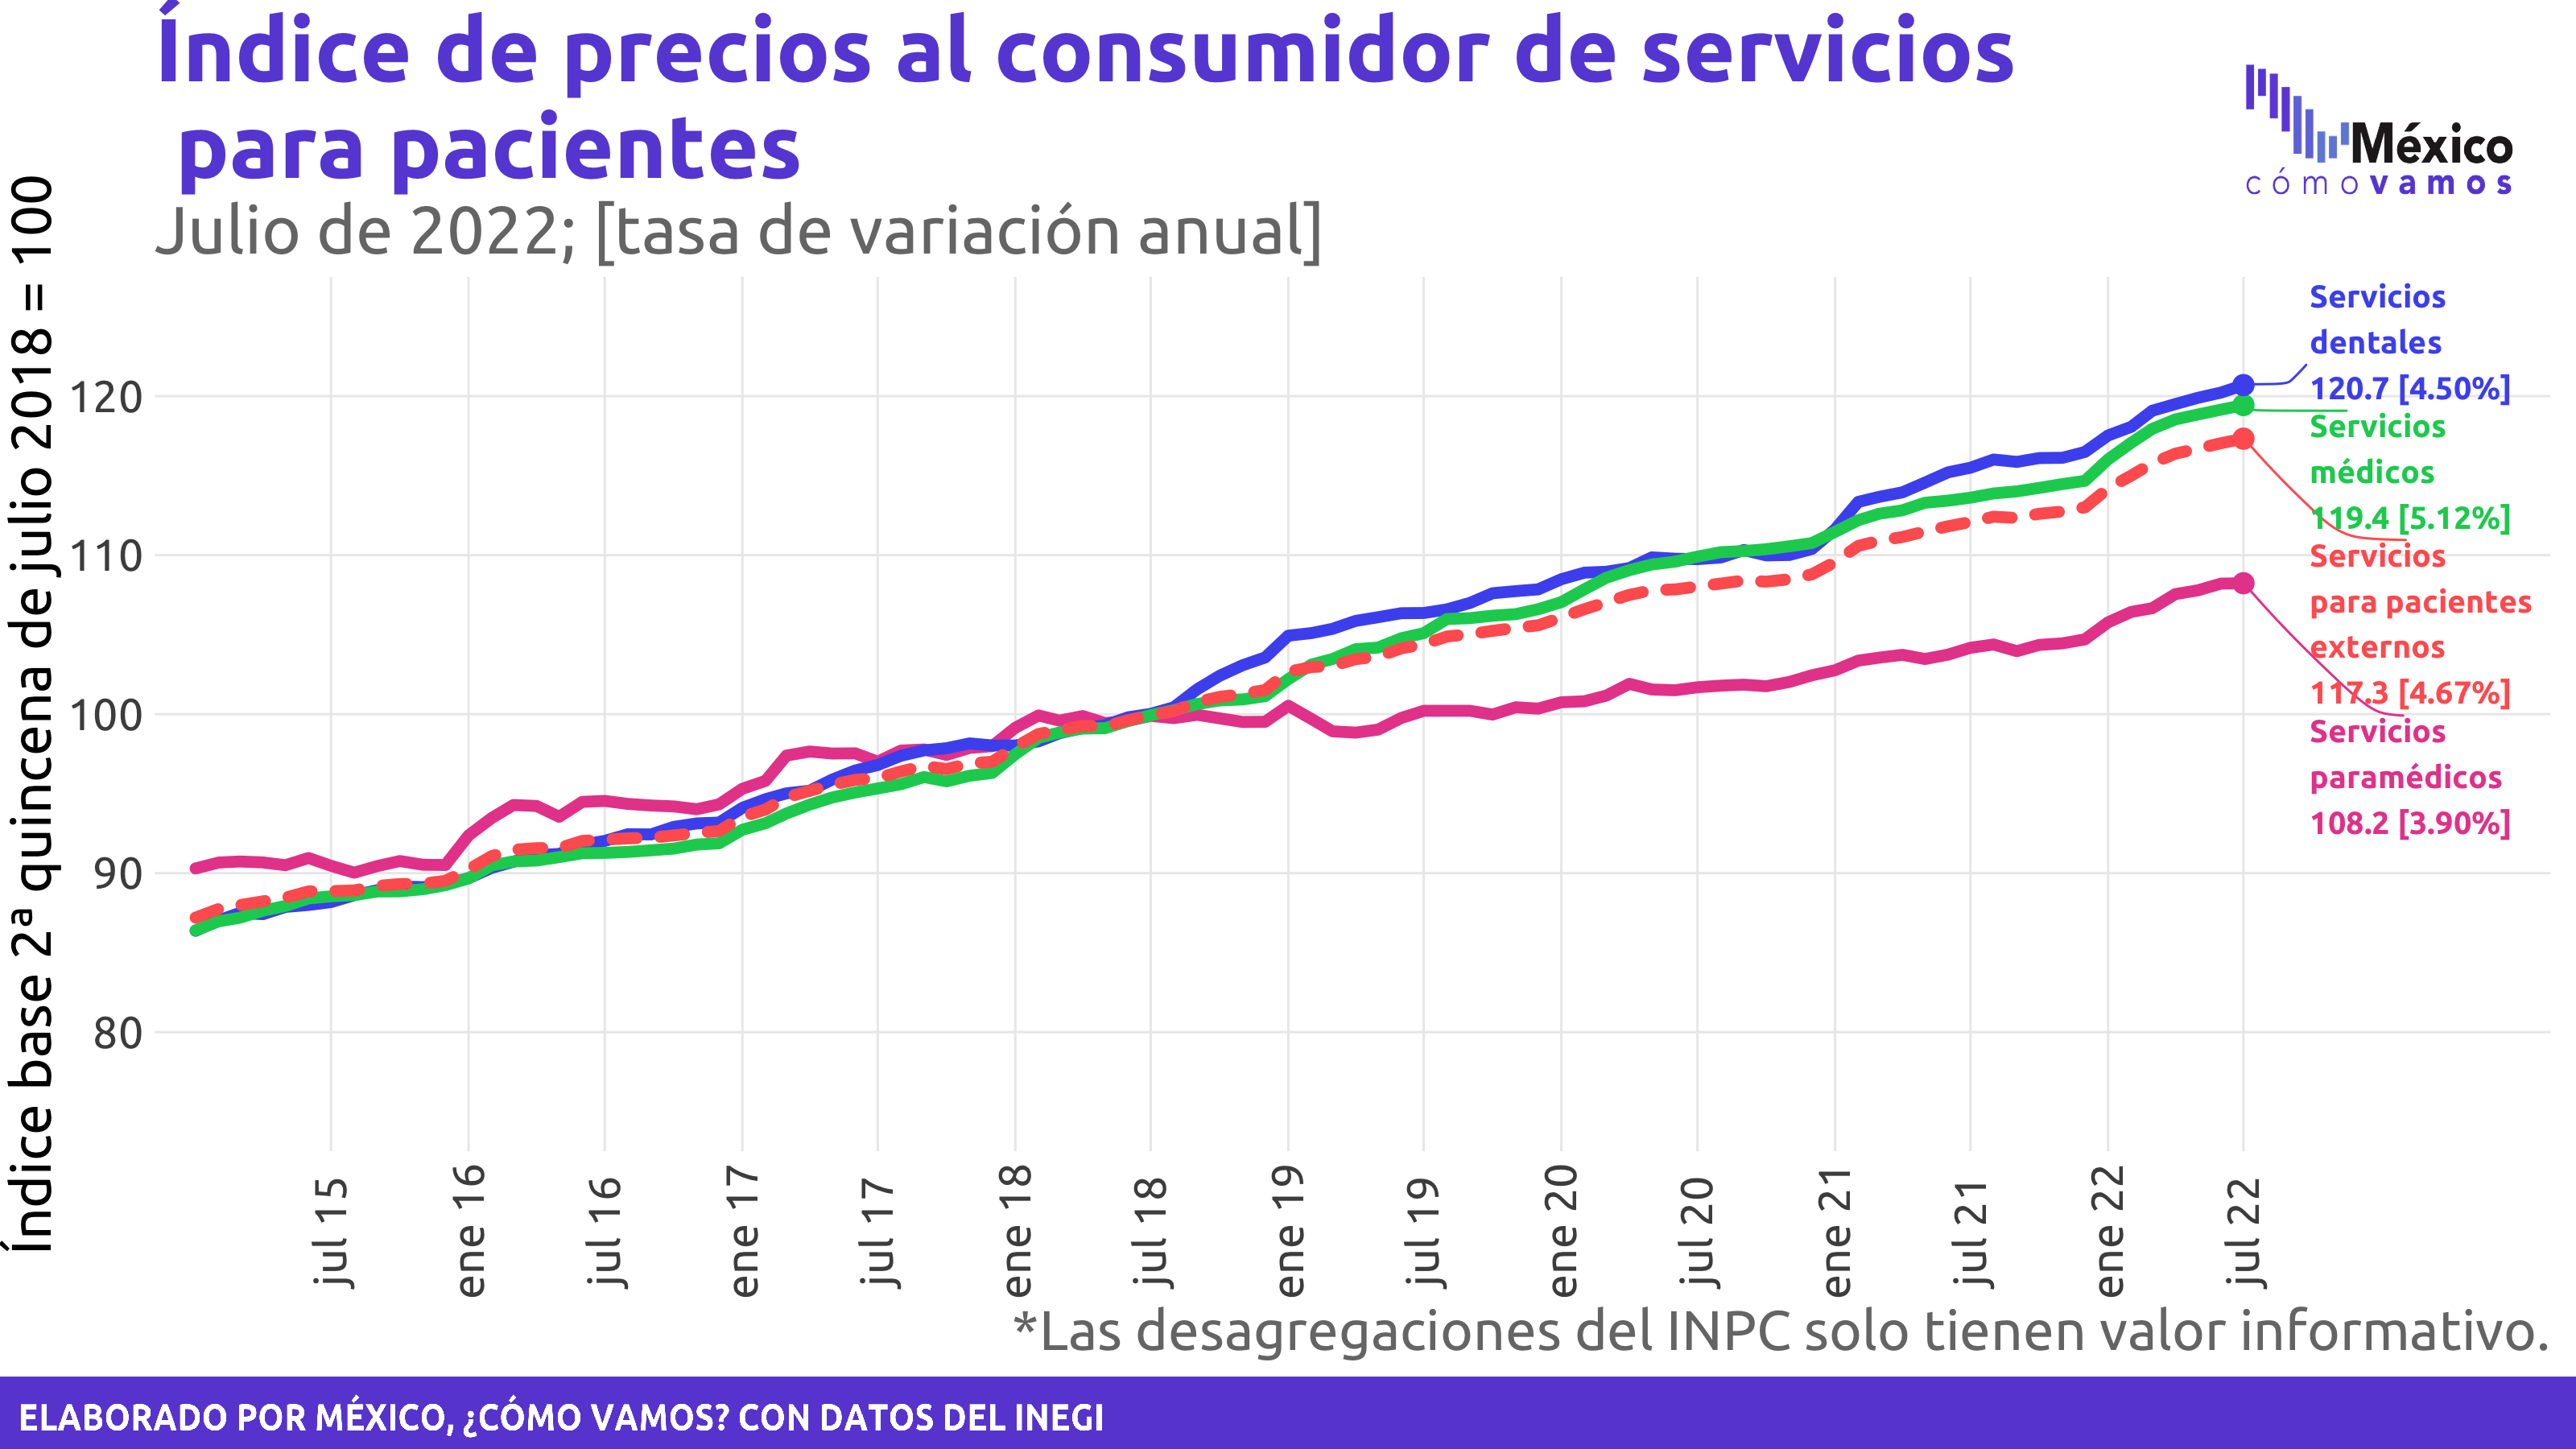 Índice de precios al consumidor de servicios
para pacientes
Julio de 2022; [tasa de variación anual]
México
cómo vamos
Índice base 2ª quincena de julio 2018 = 100
120
110
100
90
80
Servicios
dentales
120.7 [4.50%]
Servicios
médicos
119.4 [5.12%]
Servicios
para pacientes
externos
117.3 [4.67%]
Servicios
paramédicos
108.2 [3.90%]
jul 15
ene 16
jul 16
ene 17
jul 17
ene 18
jul 18
ene 19
jul 19
ene 20
jul 20
ene 21
jul 21
ene 22
jul 22
*Las desagregaciones del INPC solo tienen valor informativo.
ELABORADO POR MÉXICO, ¿CÓMO VAMOS? CON DATOS DEL INEGI